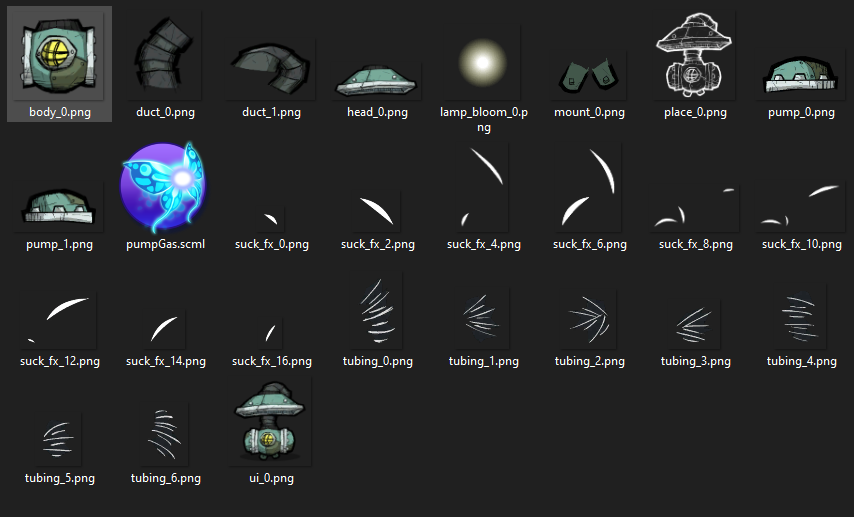 body_0.png
duct_0.png
duct_1.png
head_0.png
lamp_bloom_0.p
ng
mount_0.png
place_0.png
pump_0.png
pump_1.png
pumpGas.scml
suck_fx_0.png
suck_fx_2.png
suck_fx_4.png
suck_fx_6.png
suck_fx_8.png
suck_fx_10.png
suck_fx_12.png
suck_fx_14.png
suck_fx_16.png
tubing_0.png
tubing_1.png
tubing_2.png
tubing_3.png
tubing_4.png
tubing_5.png
tubing_6.png
ui_0.png